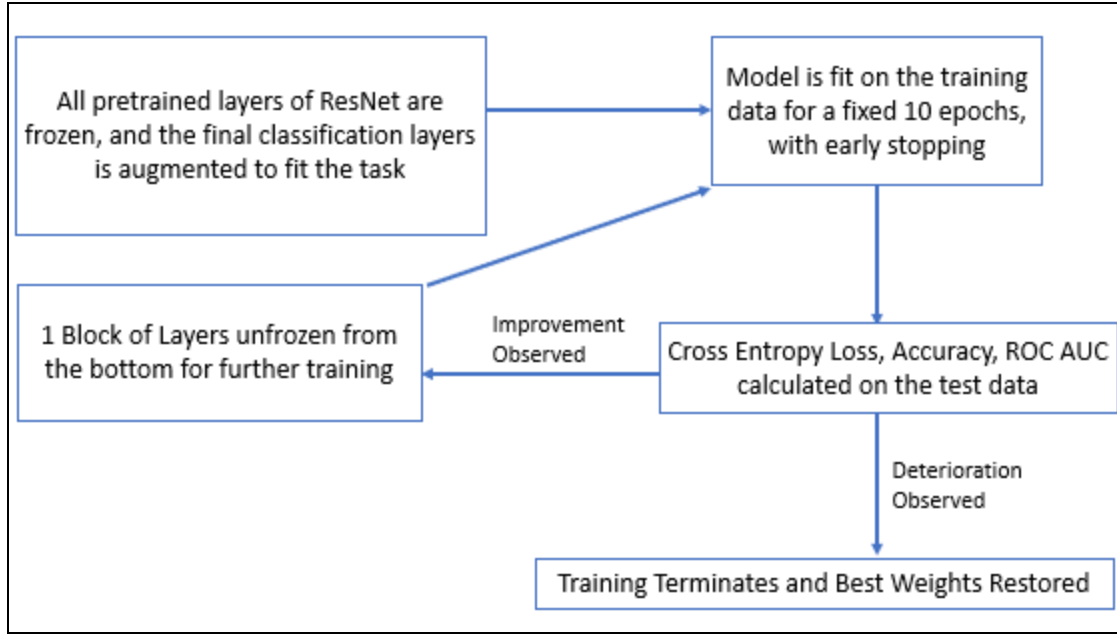 All pretrained layers of ResNet are
frozen, and the final classification layers
is augmented to fit the task
Model is fit on the training
data for a fixed 10 epochs,
with early stopping
1 Block of Layers unfrozen from
the bottom for further training
Improvement
Observed
Cross Entropy Loss, Accuracy, ROC AUC
calculated on the test data
Deterioration
Observed
Training Terminates and Best Weights Restored